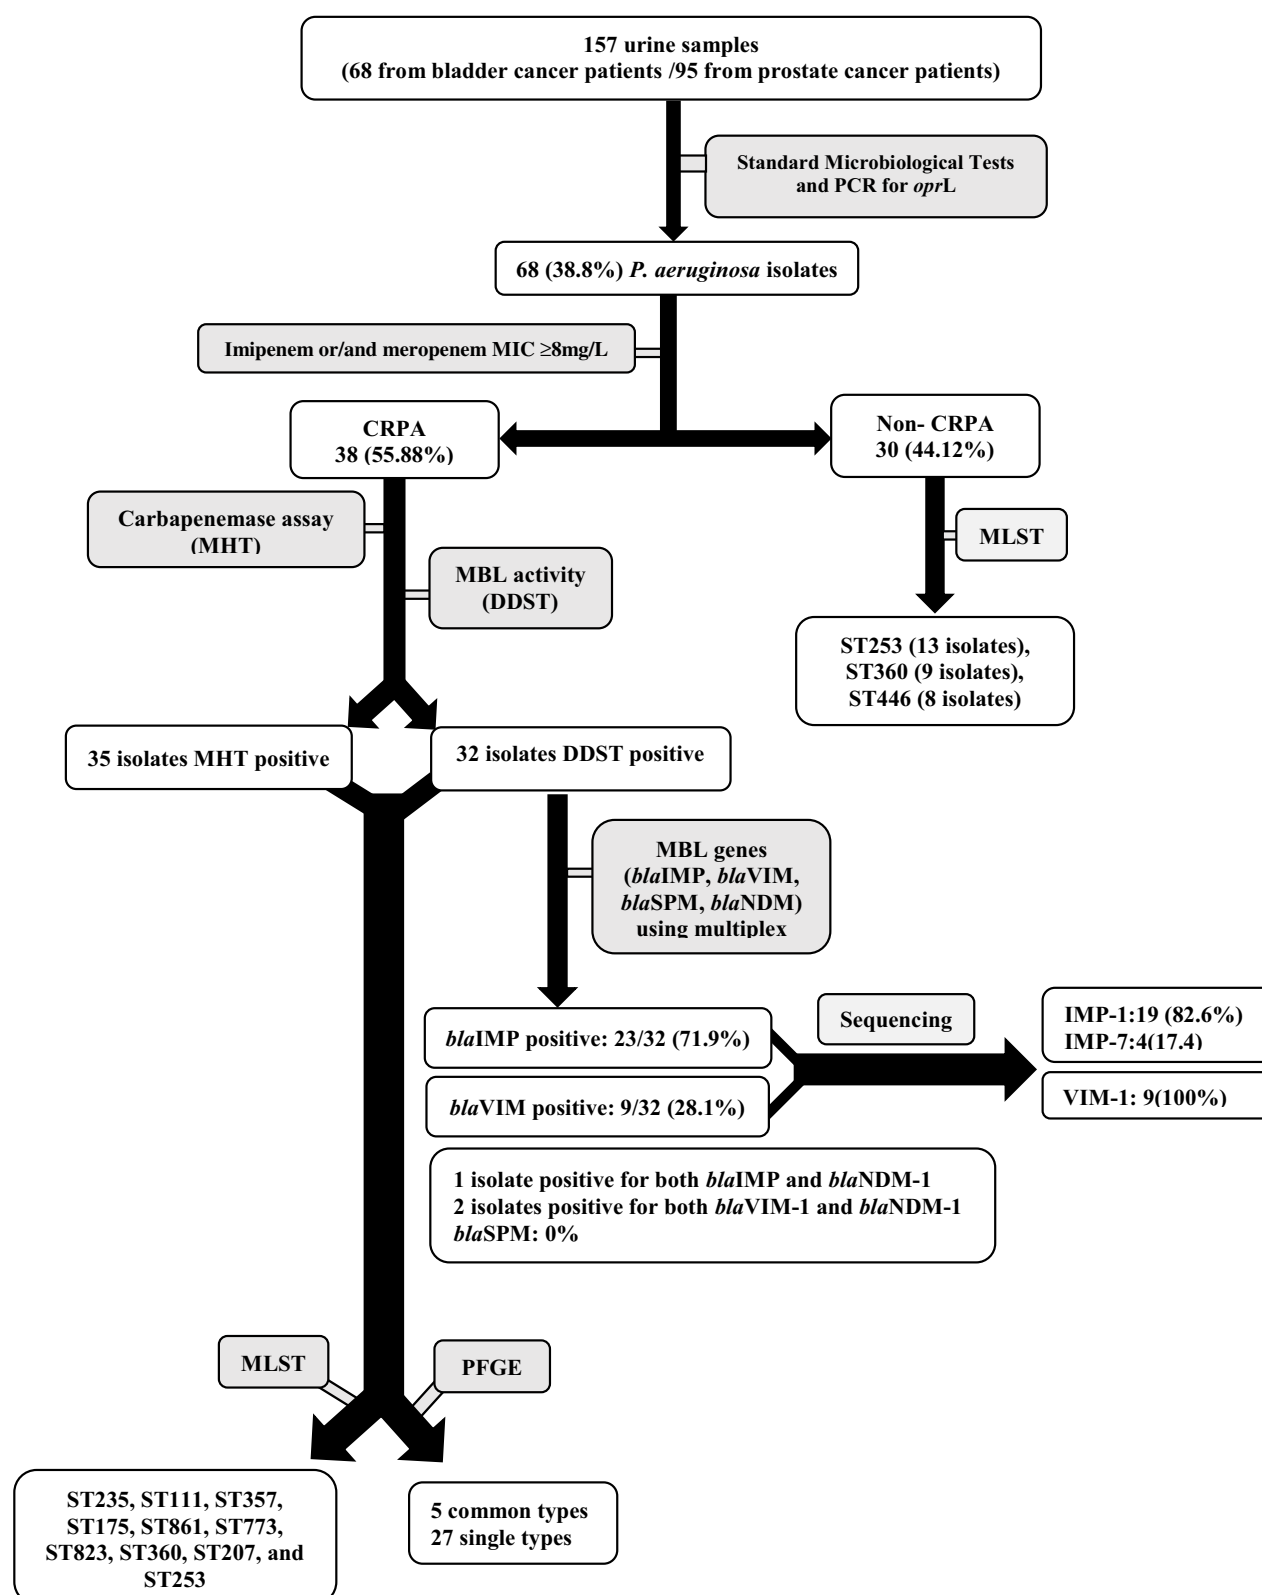 157 urine samples
(68 from bladder cancer patients /95 from prostate cancer patients)
Standard Microbiological Tests
and PCR for oprL
68 (38.8%) P. aeruginosa isolates
Imipenem or/and meropenem MIC ≥8mg/L
CRPA
38 (55.88%)
Non- CRPA
30 (44.12%)
Carbapenemase assay
(MHT)
MLST
MBL activity
(DDST)
ST253 (13 isolates),
ST360 (9 isolates),
ST446 (8 isolates)
35 isolates MHT positive
32 isolates DDST positive
MBL genes
(blaIMP, blaVIM,
blaSPM, blaNDM)
using multiplex
blaIMP positive: 23/32 (71.9%)
Sequencing
IMP-1:19 (82.6%)
IMP-7:4(17.4)
blaVIM positive: 9/32 (28.1%)
VIM-1: 9(100%)
1 isolate positive for both blaIMP and blaNDM-1
2 isolates positive for both blaVIM-1 and blaNDM-1
blaSPM: 0%
MLST
PFGE
ST235, ST111, ST357,
ST175, ST861, ST773,
ST823, ST360, ST207, and
ST253
5 common types
27 single types